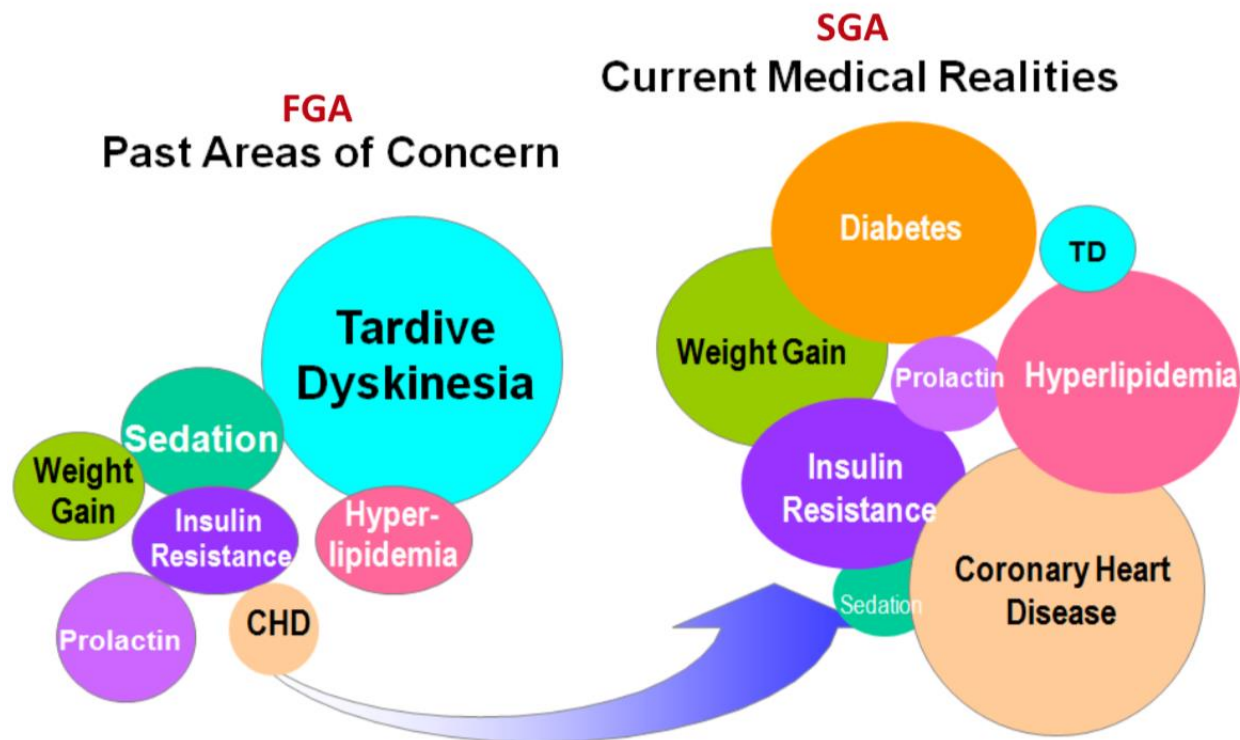 FGA
Past Areas of Concern
Tardive
Dyskinesia
Sedation
Weight
Gain
Insulin
Resistance
Hyper-
lipidemia
Prolactin
CHD
SGA
Current Medical Realities
Diabetes
TD
Weight Gain
Prolactin
Hyperlipidemia
Insulin
Resistance
Coronary Heart
Disease
Sedation